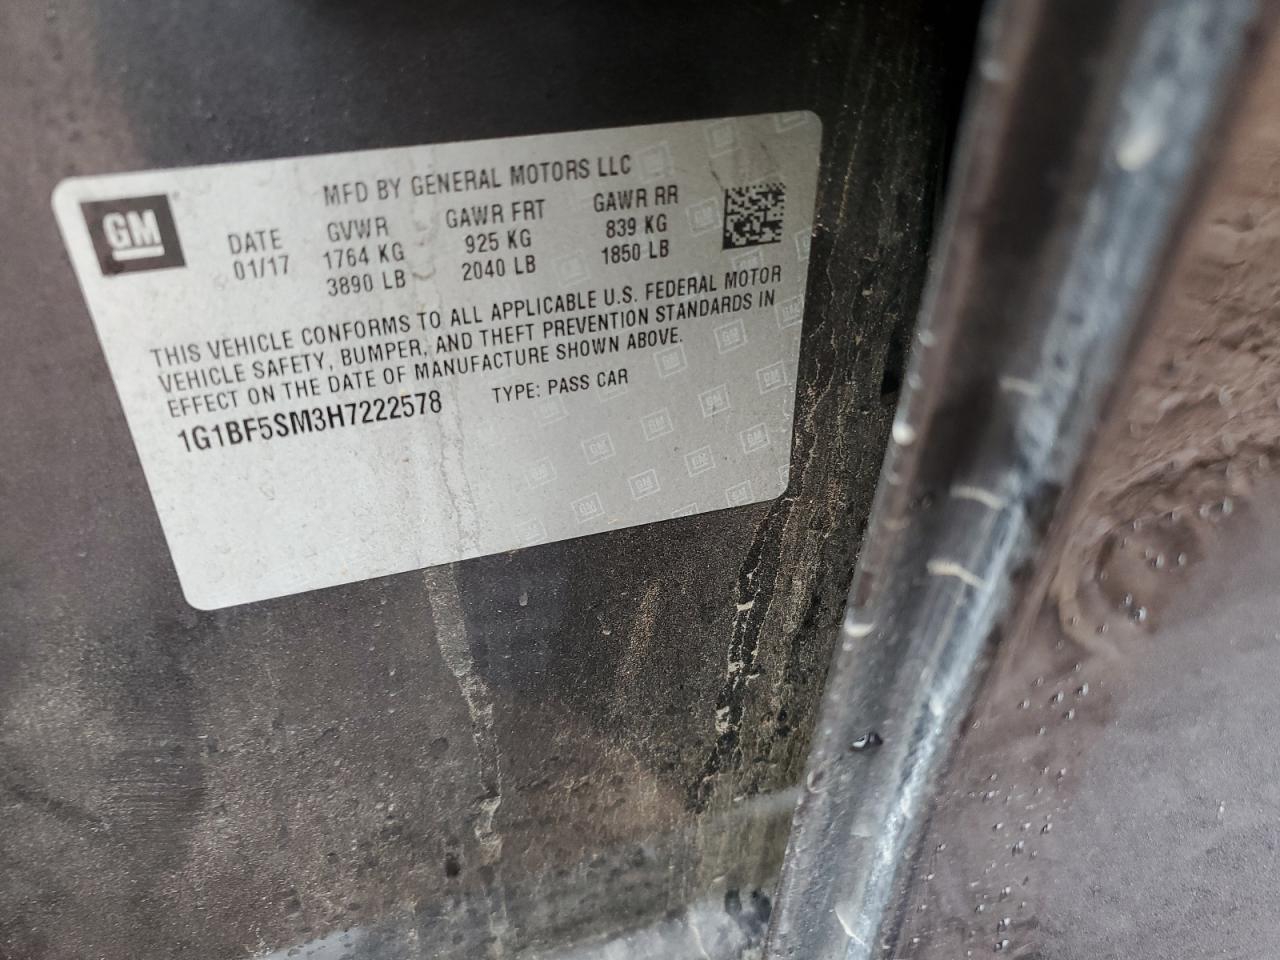 GM
MFD BY GENERAL MOTORS LLC
DATE GVWR GAWR FRT GAWR RR
01/17 1764 KG 925 KG 839 KG
3890 LB 2040 LB 1850 LB
THIS VEHICLE CONFORMS TO ALL APPLICABLE U.S. FEDERAL MOTOR
VEHICLE SAFETY, BUMPER, AND THEFT PREVENTION STANDARDS IN
EFFECT ON THE DATE OF MANUFACTURE SHOWN ABOVE.
1G1BF5SM3H7222578 TYPE: PASS CAR